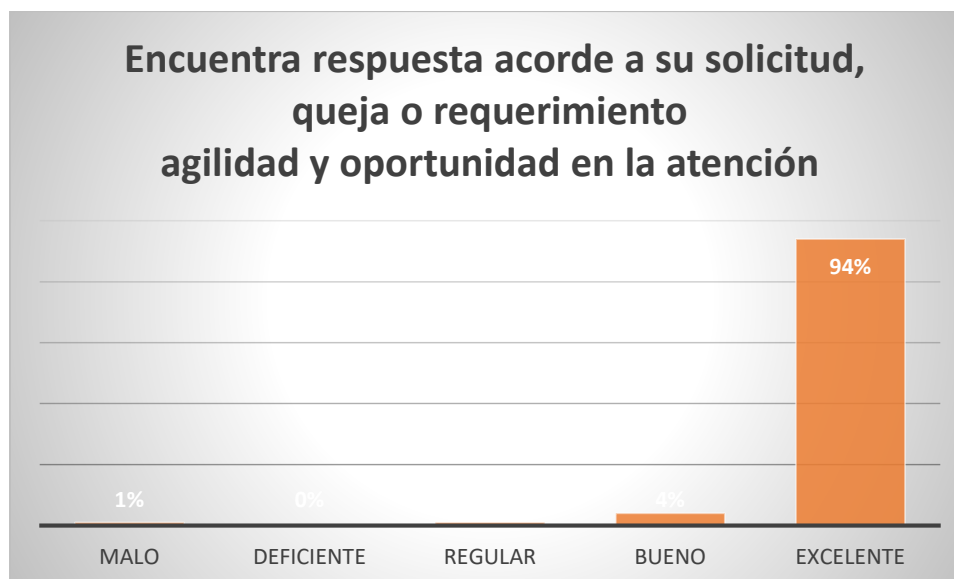 Encuentra respuesta acorde a su solicitud,
queja o requerimiento
agilidad y oportunidad en la atención
94%
1% 0% 4%
MALO DEFICIENTE REGULAR BUENO EXCELENTE